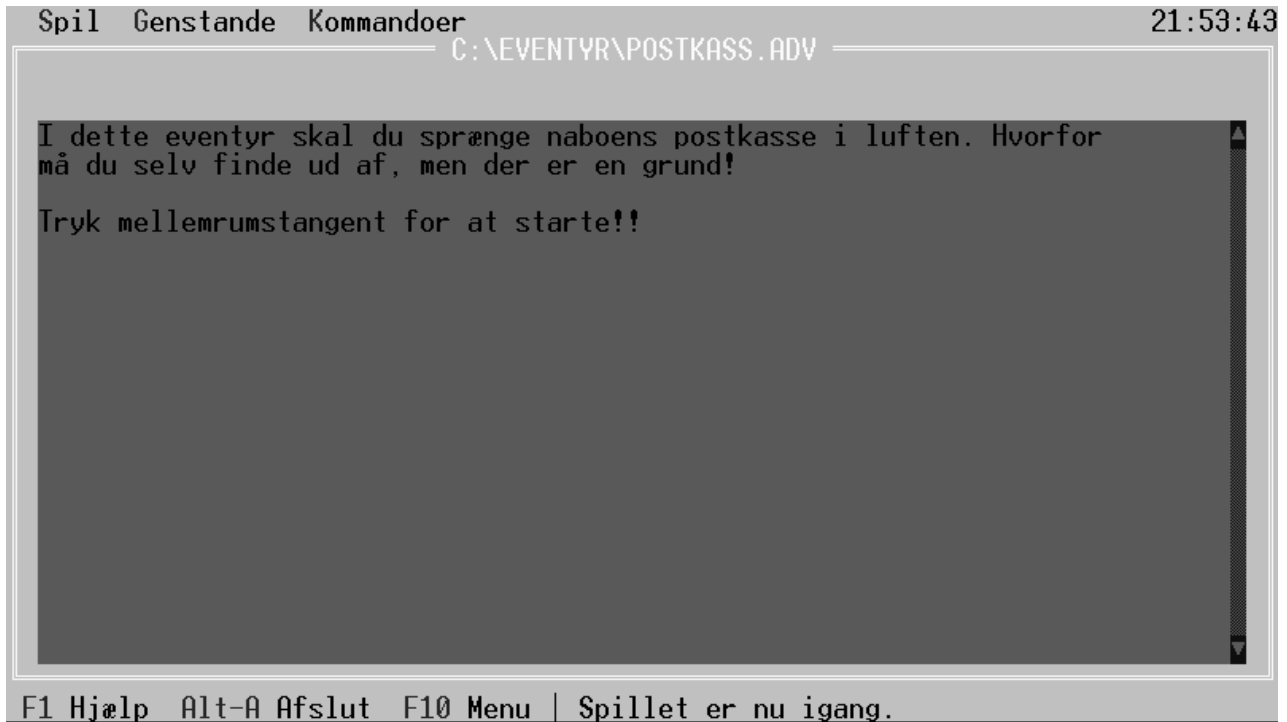 Spil Genstande Kommandoer 21:53:43
C:\EVENTYR\POSTKASS.ADV
I dette eventyr skal du sprænge naboens postkasse i luften. Hvorfor
må du selv finde ud af, men der er en grund!
Tryk mellemrumstangent for at starte!!
F1 Hjælp Alt-A Afslut F10 Menu | Spillet er nu igang.